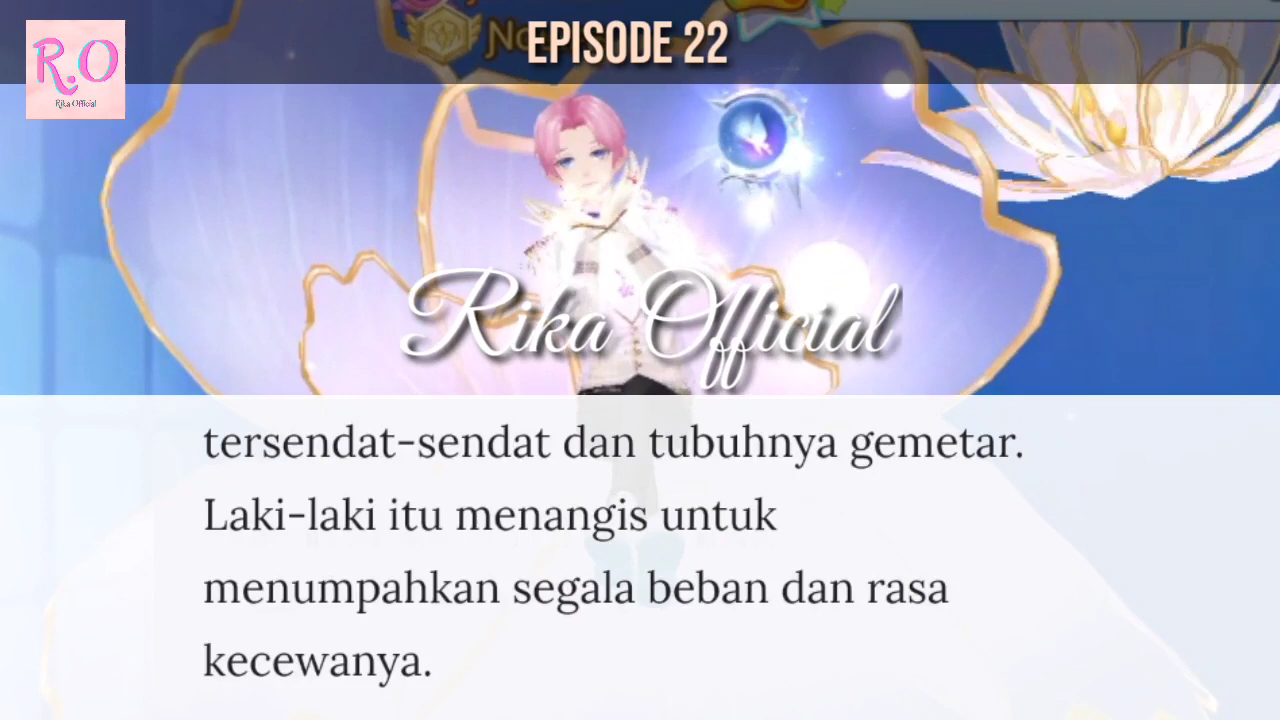 R.O
Rika Official
EPISODE 22
Rika Official
tersendat-sendat dan tubuhnya gemetar.
Laki-laki itu menangis untuk
menumpahkan segala beban dan rasa
kecewanya.